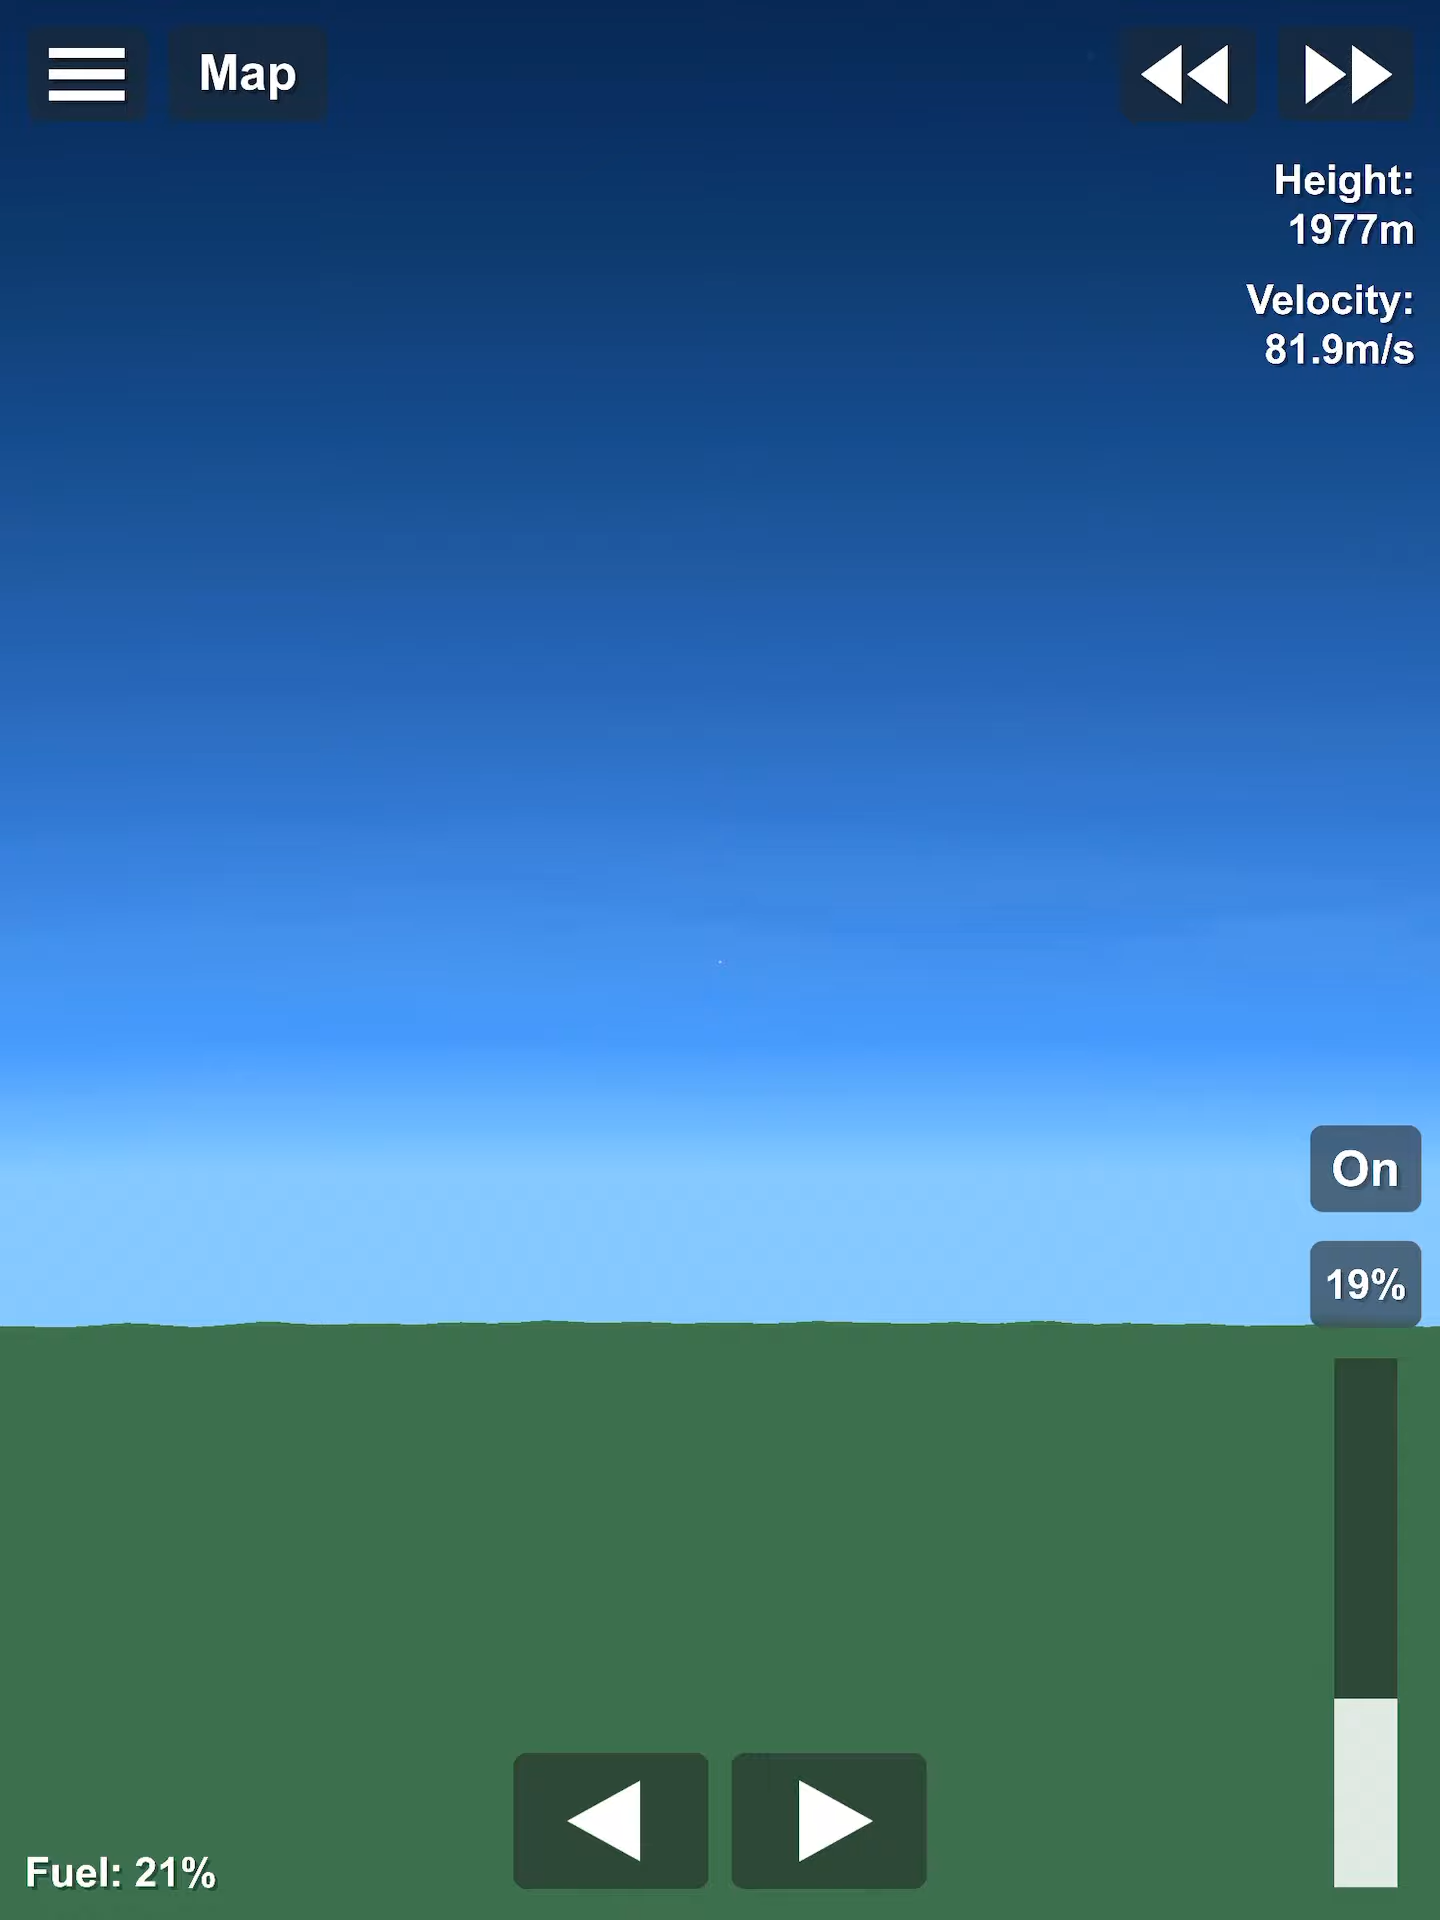 Map
Height:
1977m
Velocity:
81.9m/s
On
19%
Fuel: 21%